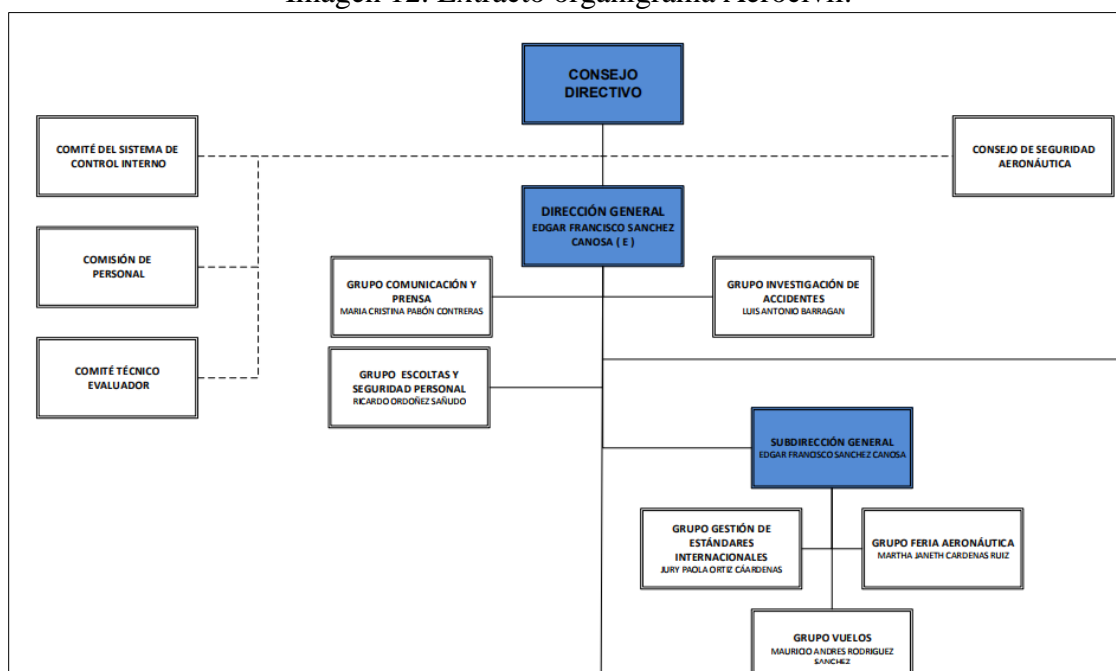 Imagen 12. Extracto organigrama Aerocivil.
CONSEJO
DIRECTIVO
COMITÉ DEL SISTEMA DE
CONTROL INTERNO
CONSEJO DE SEGURIDAD
AERONÁUTICA
DIRECCIÓN GENERAL
EDGAR FRANCISCO SANCHEZ
CANOSA ( E )
COMISIÓN DE
PERSONAL
GRUPO COMUNICACIÓN Y
PRENSA
MARIA CRISTINA PABÓN CONTRERAS
GRUPO INVESTIGACIÓN DE
ACCIDENTES
LUIS ANTONIO BARRAGAN
COMITÉ TÉCNICO
EVALUADOR
GRUPO ESCOLTAS Y
SEGURIDAD PERSONAL
RICARDO ORDOÑEZ SAÑUDO
SUBDIRECCIÓN GENERAL
EDGAR FRANCISCO SANCHEZ CANOSA
GRUPO GESTIÓN DE
ESTÁNDARES
INTERNACIONALES
JURY PAOLA ORTIZ CÁARDENAS
GRUPO FERIA AERONÁUTICA
MARTHA JANETH CARDENAS RUIZ
GRUPO VUELOS
MAURICIO ANDRES RODRIGUEZ
SANCHEZ